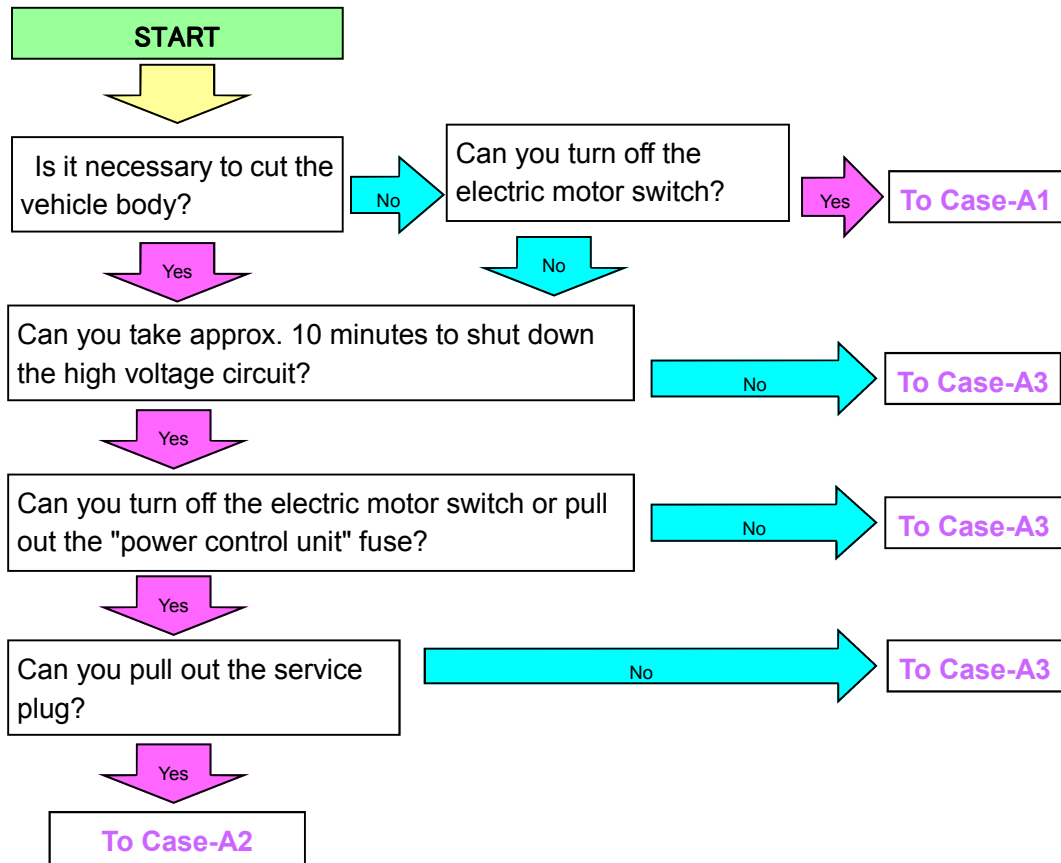 START
Is it necessary to cut the
vehicle body?
No
Can you turn off the
electric motor switch?
Yes
To Case-A1
Yes
No
Can you take approx. 10 minutes to shut down
the high voltage circuit?
No
To Case-A3
Yes
Can you turn off the electric motor switch or pull
out the "power control unit" fuse?
No
To Case-A3
Yes
Can you pull out the service
plug?
No
To Case-A3
Yes
To Case-A2